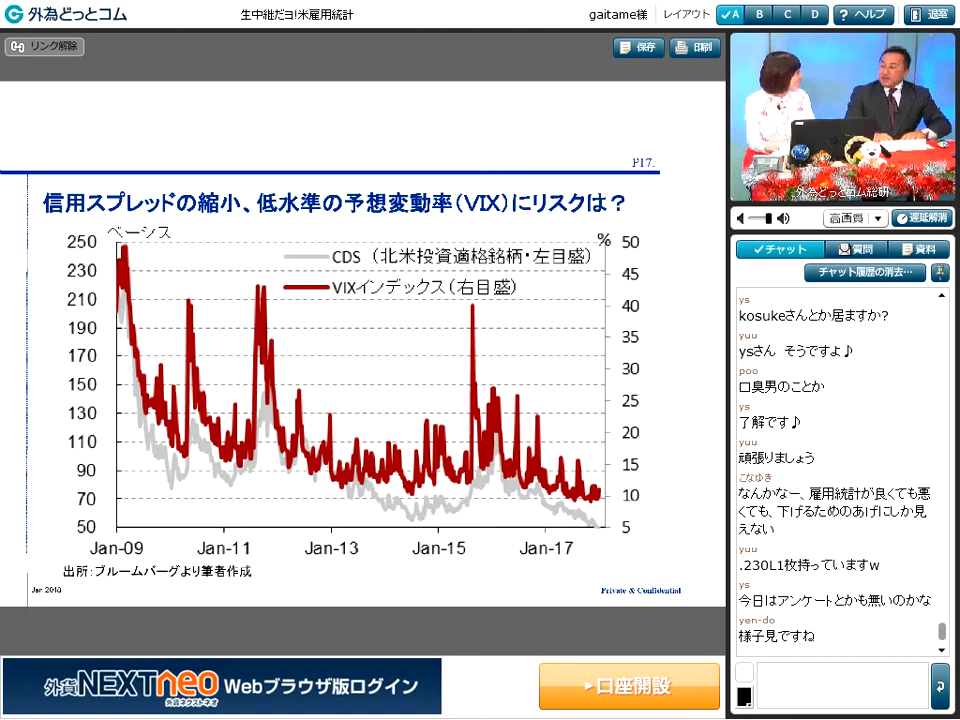 外為どっとコム
生中継だヨ!米雇用統計
gaitame様
レイアウト
A
B
C
D
? ヘルプ
退室
リンク解除
保存
印刷
P17.
信用スプレッドの縮小、低水準の予想変動率(VIX)にリスクは?
ベーシス
%
CDS (北米投資適格銘柄・左目盛)
VIXインデックス(右目盛)
250
230
210
190
170
150
130
110
90
70
50
50
45
40
35
30
25
20
15
10
5
Jan-09
Jan-11
Jan-13
Jan-15
Jan-17
出所:ブルームバーグより筆者作成
Jan 2018
Private & Confidential
外貨NEXTneo
外貨ネクストネオ
Webブラウザ版ログイン
口座開設
外為どっとコム総研
高画質
遅延解消
チャット
質問
資料
チャット履歴の消去…
ys
kosukeさんとか居ますか?
yuu
ysさん そうですよ♪
poo
口臭男のことか
ys
了解です♪
yuu
頑張りましょう
こなゆき
なんかなー、雇用統計が良くても悪
くても、下げるためのあげにしか見
えない
yuu
.230L1枚持っていますw
ys
今日はアンケートとかも無いのかな
yen-do
様子見ですね